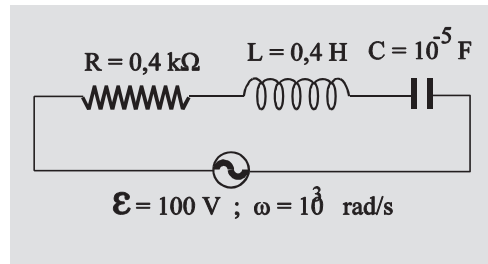 R = 0,4 kΩ L = 0,4 H C = 10⁻⁵ F
ℰ = 100 V ; ω = 10³ rad/s